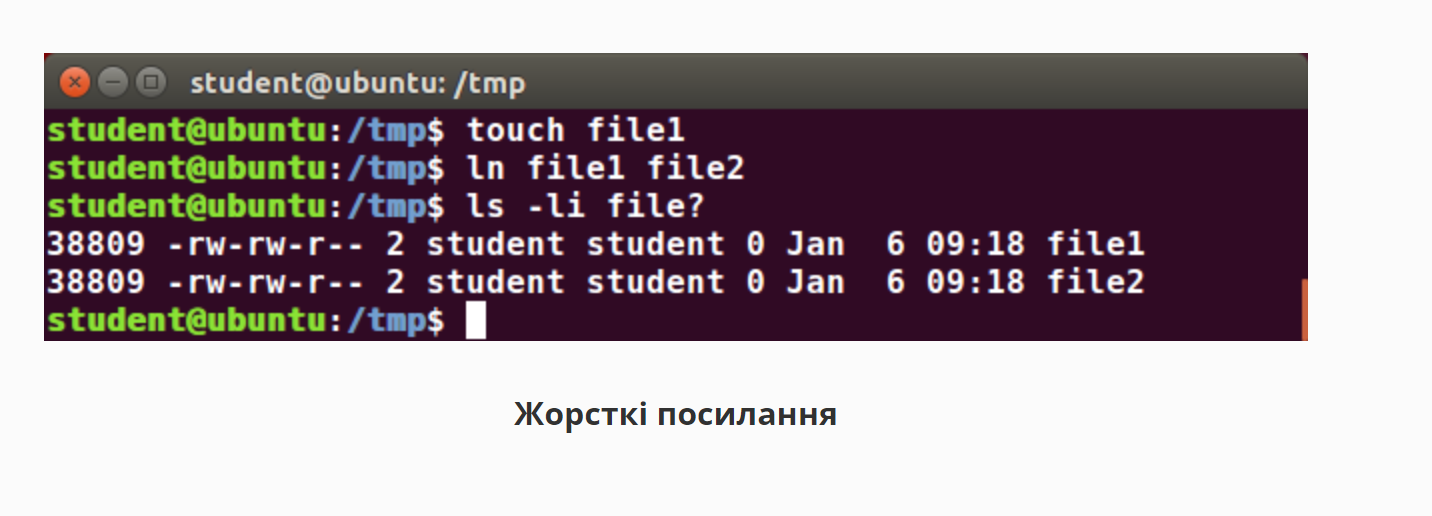 student@ubuntu: /tmp
student@ubuntu:/tmp$ touch file1
student@ubuntu:/tmp$ ln file1 file2
student@ubuntu:/tmp$ ls -li file?
38809 -rw-rw-r-- 2 student student 0 Jan  6 09:18 file1
38809 -rw-rw-r-- 2 student student 0 Jan  6 09:18 file2
student@ubuntu:/tmp$
Жорсткі посилання